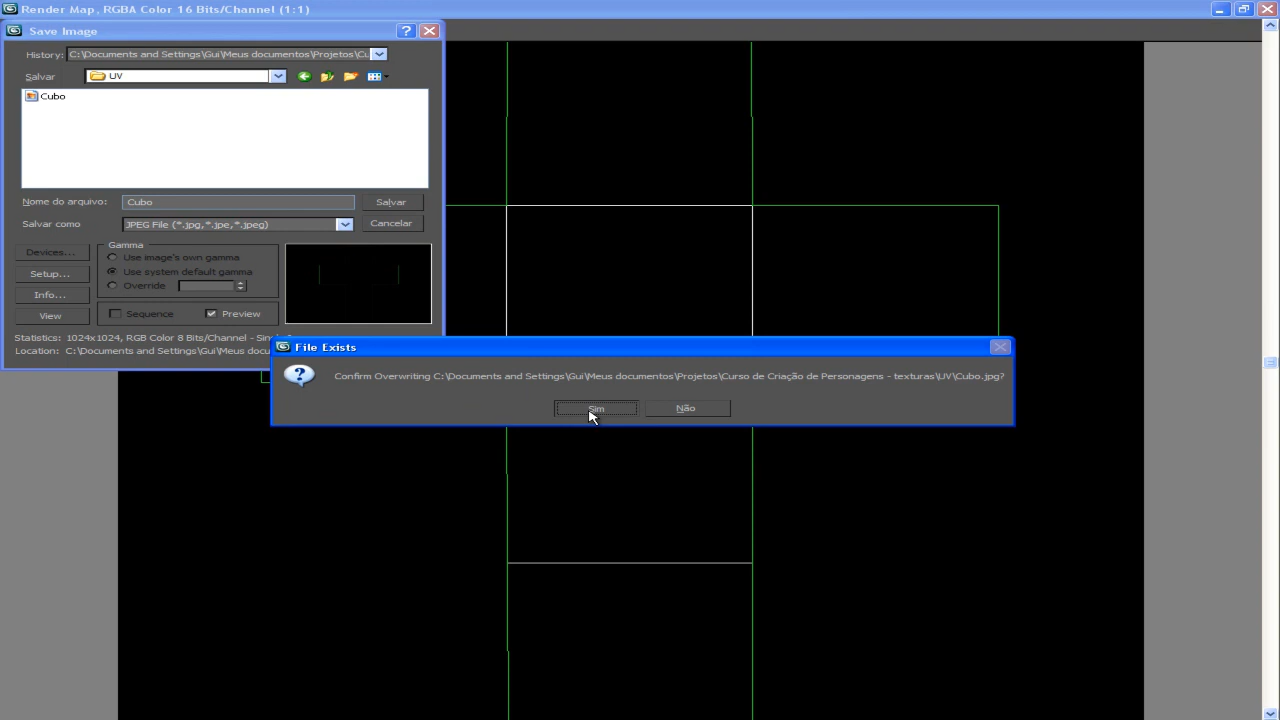 Render Map, RGBA Color 16 Bits/Channel (1:1)
Save Image
History: C:\Documents and Settings\Gui\Meus documentos\Projetos\Cu
Salvar UV
Cubo
Nome do arquivo: Cubo Salvar
Salvar como JPEG File (*.jpg,*.jpe,*.jpeg) Cancelar
Devices...
Setup...
Info...
View
Gamma
Use image's own gamma
Use system default gamma
Override
Sequence Preview
Statistics: 1024x1024, RGB Color 8 Bits/Channel -
Location: C:\Documents and Settings\Gui\Meus docu
File Exists
Confirm Overwriting C:\Documents and Settings\Gui\Meus documentos\Projetos\Curso de Criação de Personagens - texturas\UV\Cubo.jpg?
Sim Não